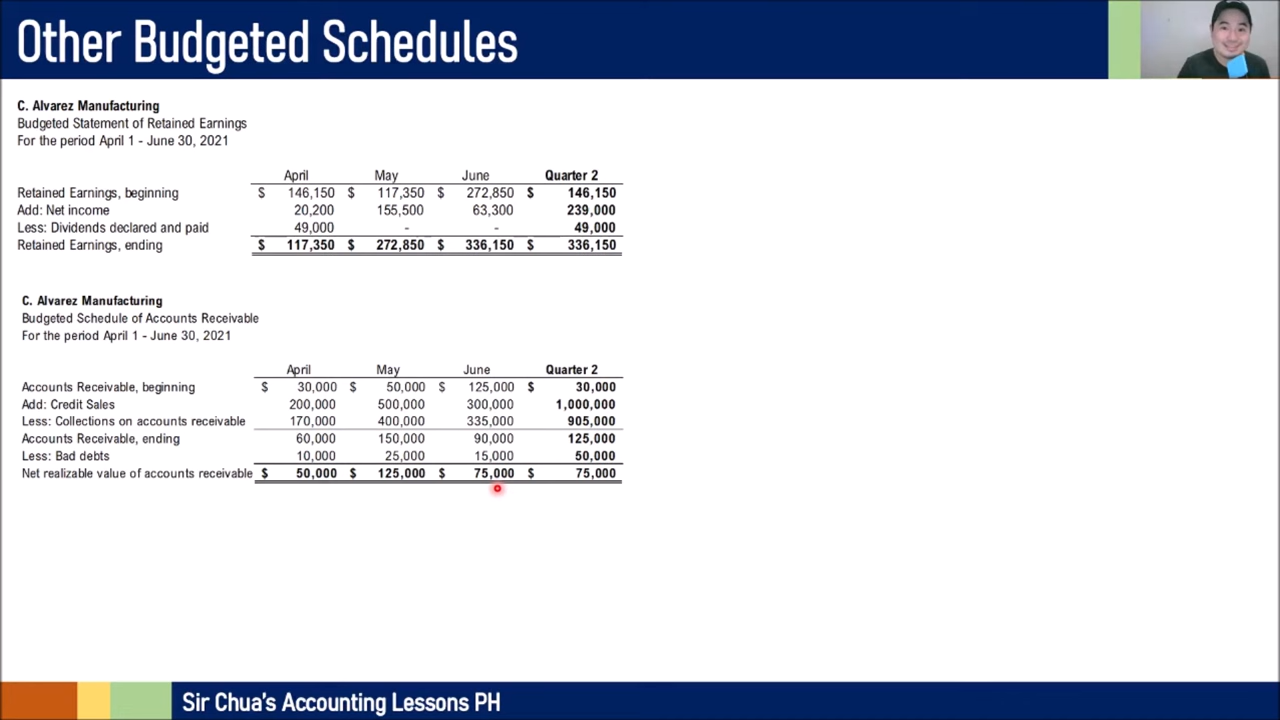 Other Budgeted Schedules
C. Alvarez Manufacturing
Budgeted Statement of Retained Earnings
For the period April 1 - June 30, 2021
April May June Quarter 2
Retained Earnings, beginning $ 146,150 $ 117,350 $ 272,850 $ 146,150
Add: Net income 20,200 155,500 63,300 239,000
Less: Dividends declared and paid 49,000 - - 49,000
Retained Earnings, ending $ 117,350 $ 272,850 $ 336,150 $ 336,150
C. Alvarez Manufacturing
Budgeted Schedule of Accounts Receivable
For the period April 1 - June 30, 2021
April May June Quarter 2
Accounts Receivable, beginning $ 30,000 $ 50,000 $ 125,000 $ 30,000
Add: Credit Sales 200,000 500,000 300,000 1,000,000
Less: Collections on accounts receivable 170,000 400,000 335,000 905,000
Accounts Receivable, ending 60,000 150,000 90,000 125,000
Less: Bad debts 10,000 25,000 15,000 50,000
Net realizable value of accounts receivable $ 50,000 $ 125,000 $ 75,000 $ 75,000
Sir Chua's Accounting Lessons PH